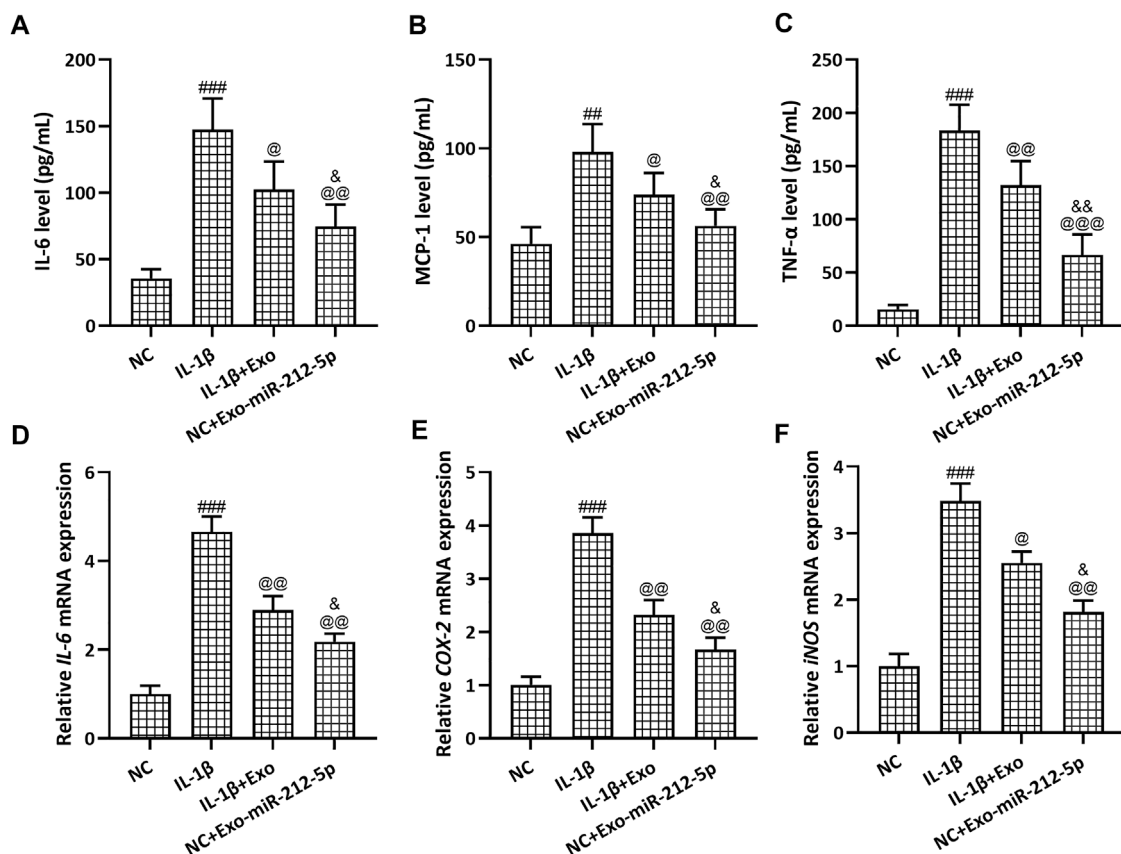 A
IL-6 level (pg/mL)
200
150
100
50
0
###
@
&
@@
NC
IL-1β
IL-1β+Exo
NC+Exo-miR-212-5p
B
MCP-1 level (pg/mL)
150
100
50
0
##
@
&
@@
NC
IL-1β
IL-1β+Exo
NC+Exo-miR-212-5p
C
TNF-α level (pg/mL)
250
200
150
100
50
0
###
@@
&&
@@@
NC
IL-1β
IL-1β+Exo
NC+Exo-miR-212-5p
D
Relative IL-6 mRNA expression
6
4
2
0
###
@@
&
@@
NC
IL-1β
IL-1β+Exo
NC+Exo-miR-212-5p
E
Relative COX-2 mRNA expression
5
4
3
2
1
0
###
@@
&
@@
NC
IL-1β
IL-1β+Exo
NC+Exo-miR-212-5p
F
Relative iNOS mRNA expression
4
3
2
1
0
###
@
&
@@
NC
IL-1β
IL-1β+Exo
NC+Exo-miR-212-5p